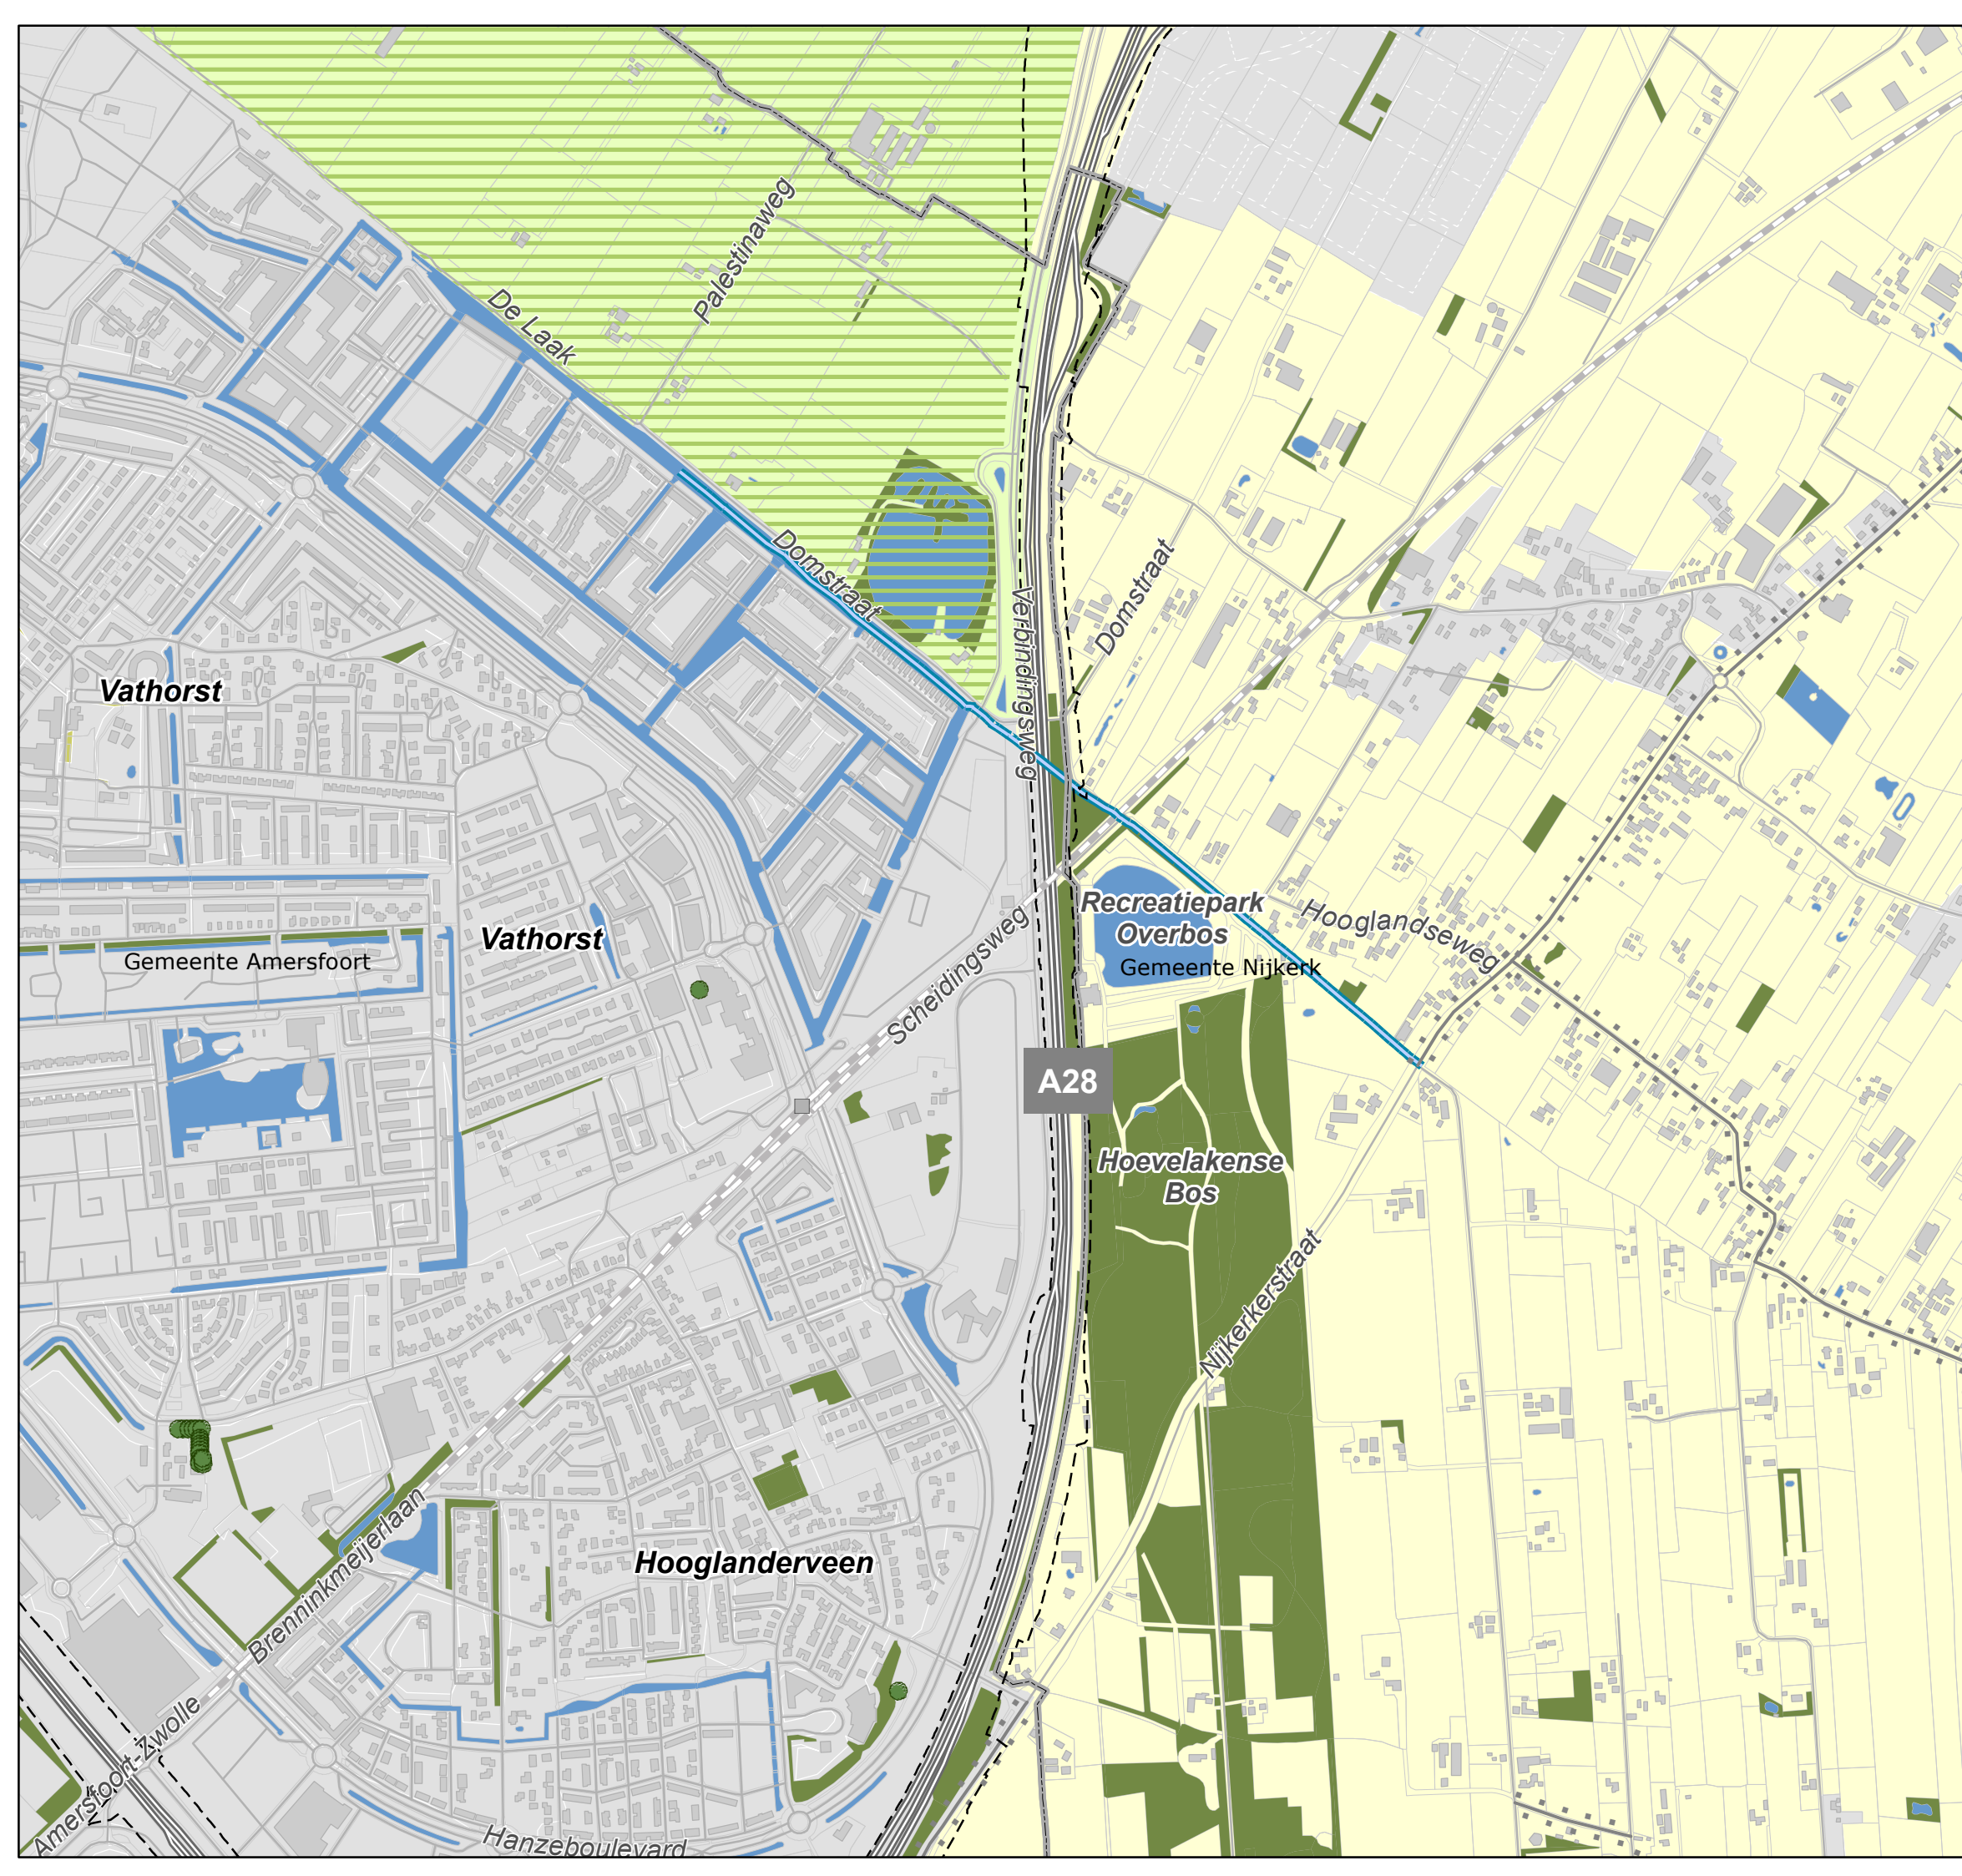 Palestinaweg
De Laak
Domstraat
Domstraat
Verbindingsweg
Vathorst
Vathorst
Gemeente Amersfoort
Recreatiepark
Overbos
Gemeente Nijkerk
Hooglandseweg
Scheidingsweg
A28
Hoevelakense
Bos
Nijkerkerstraat
Hooglanderveen
Brenninkmeijerlaan
Amersfoort-Zwolle
Hanzeboulevard